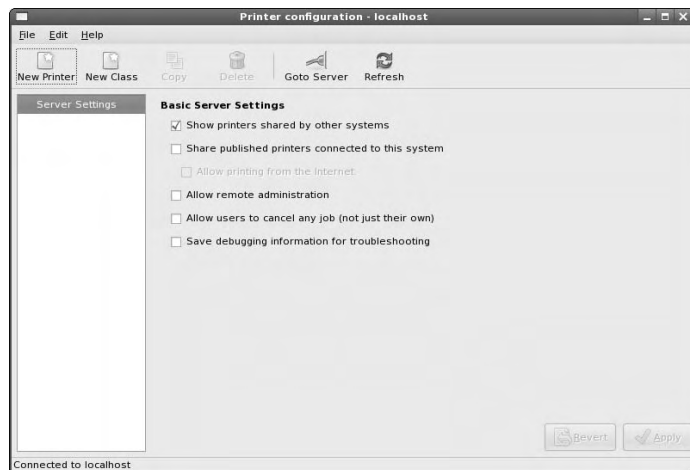 Printer configuration - localhost
File Edit Help
New Printer New Class Copy Delete Goto Server Refresh
Server Settings
Basic Server Settings
Show printers shared by other systems
Share published printers connected to this system
Allow printing from the Internet
Allow remote administration
Allow users to cancel any job (not just their own)
Save debugging information for troubleshooting
Revert Apply
Connected to localhost